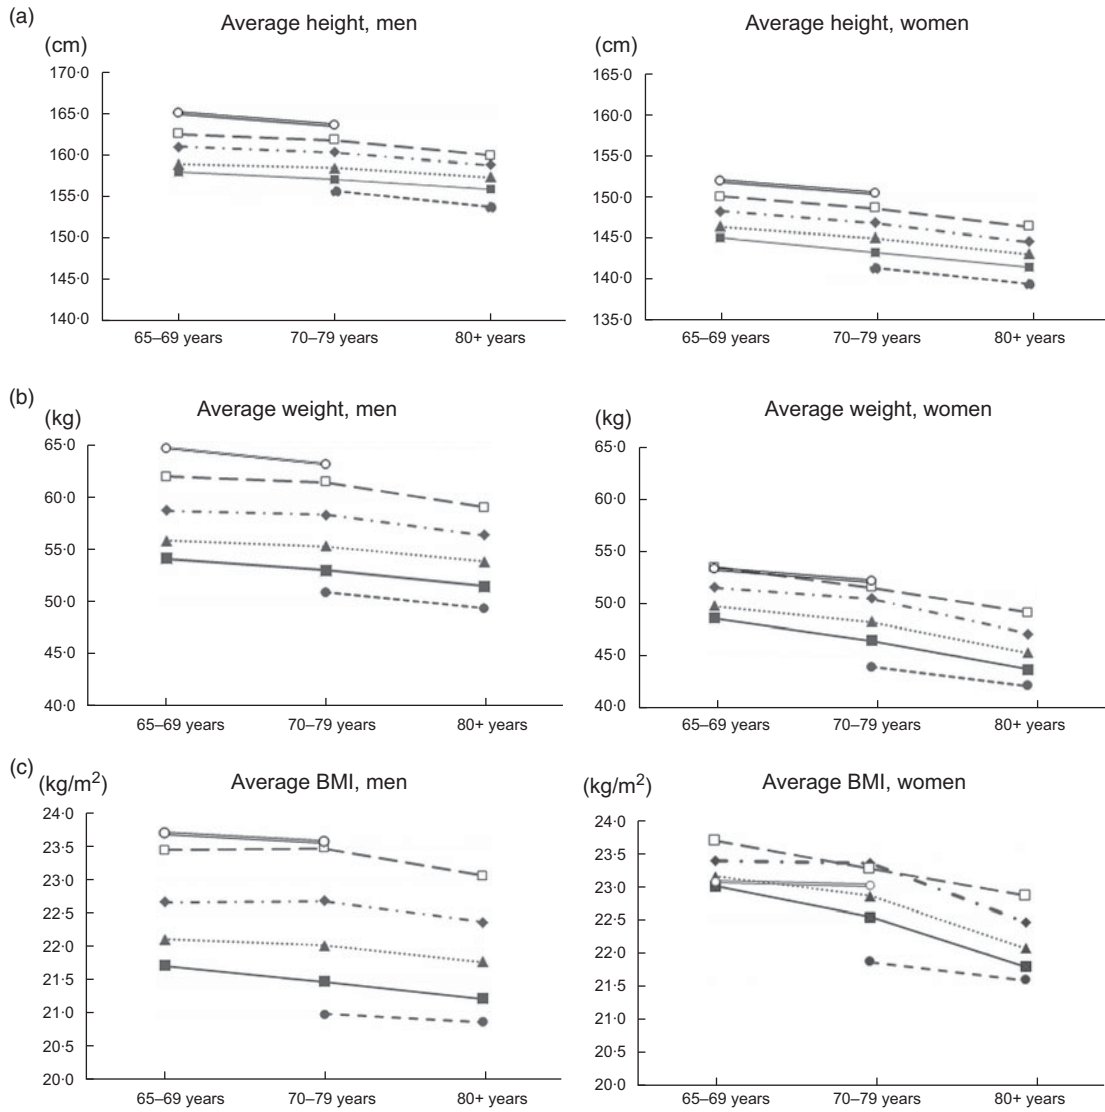 (a)
Average height, men
(cm)
170·0
165·0
160·0
155·0
150·0
145·0
140·0
65–69 years 70–79 years 80+ years
Average height, women
(cm)
165·0
160·0
155·0
150·0
145·0
140·0
135·0
65–69 years 70–79 years 80+ years
(b)
Average weight, men
(kg)
65·0
60·0
55·0
50·0
45·0
40·0
65–69 years 70–79 years 80+ years
Average weight, women
(kg)
65·0
60·0
55·0
50·0
45·0
40·0
65–69 years 70–79 years 80+ years
(c)
Average BMI, men
(kg/m²)
24·0
23·5
23·0
22·5
22·0
21·5
21·0
20·5
20·0
65–69 years 70–79 years 80+ years
Average BMI, women
(kg/m²)
24·0
23·5
23·0
22·5
22·0
21·5
21·0
20·5
20·0
65–69 years 70–79 years 80+ years